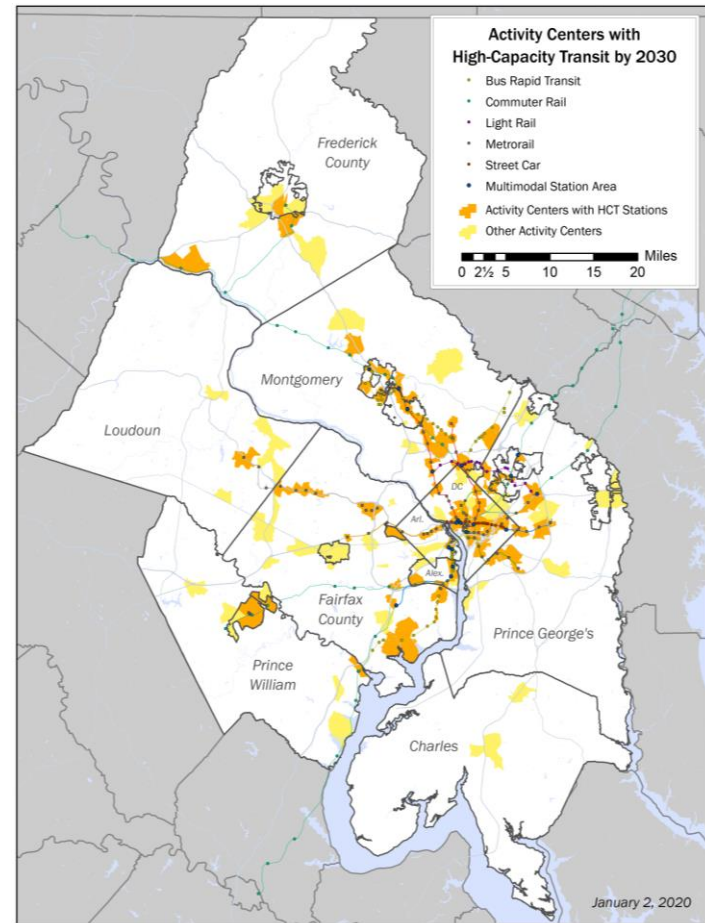 Activity Centers with
High-Capacity Transit by 2030
Bus Rapid Transit
Commuter Rail
Light Rail
Metrorail
Street Car
Multimodal Station Area
Activity Centers with HCT Stations
Other Activity Centers
Miles
0 2½ 5 10 15 20
Frederick
County
Montgomery
Loudoun
DC
Arl.
Alex.
Fairfax
County
Prince George's
Prince
William
Charles
January 2, 2020